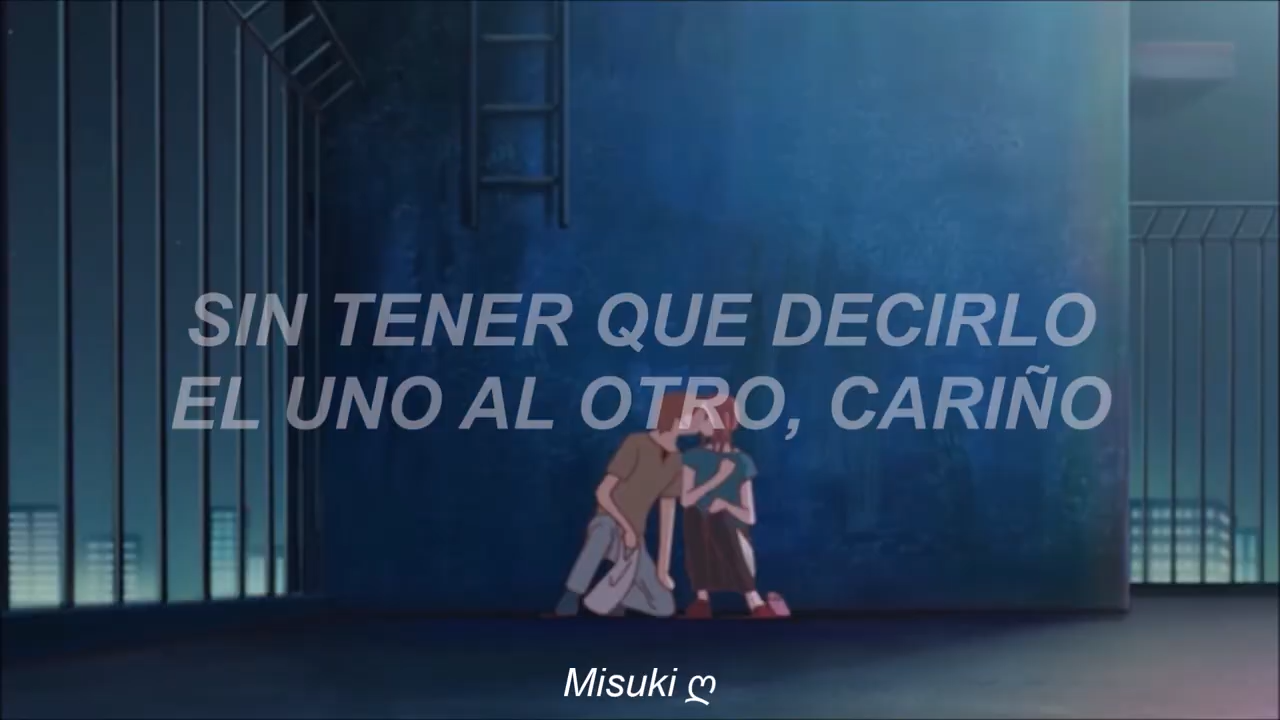 SIN TENER QUE DECIRLO
EL UNO AL OTRO, CARIÑO
Misuki ღ